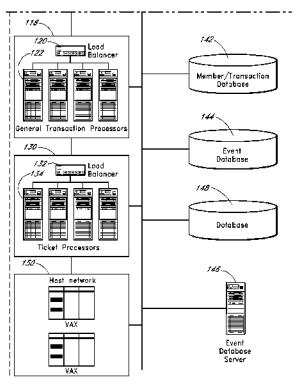 118
120
Load
Balancer
122
General Transaction Processors
130
132
Load
Balancer
134
Ticket Processors
150
Host network
VAX
VAX
142
Member/Transaction
Database
144
Event
Database
148
Database
146
Event
Database
Server